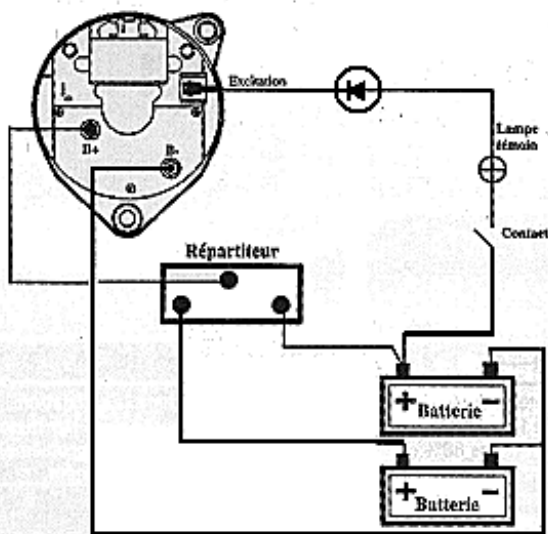 Excitation
Lampe
témoin
Contact
B+
B-
Répartiteur
+ Batterie -
+ Batterie -